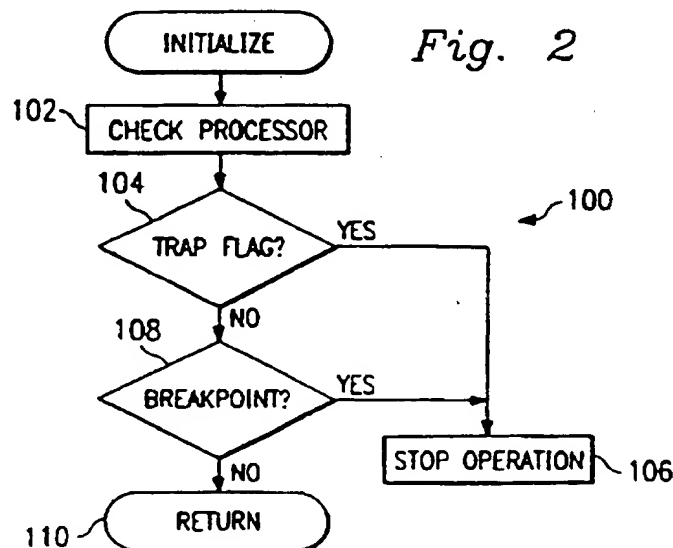 Fig. 2
INITIALIZE
102
CHECK PROCESSOR
104
100
TRAP FLAG?
YES
NO
108
BREAKPOINT?
YES
NO
STOP OPERATION
106
110
RETURN